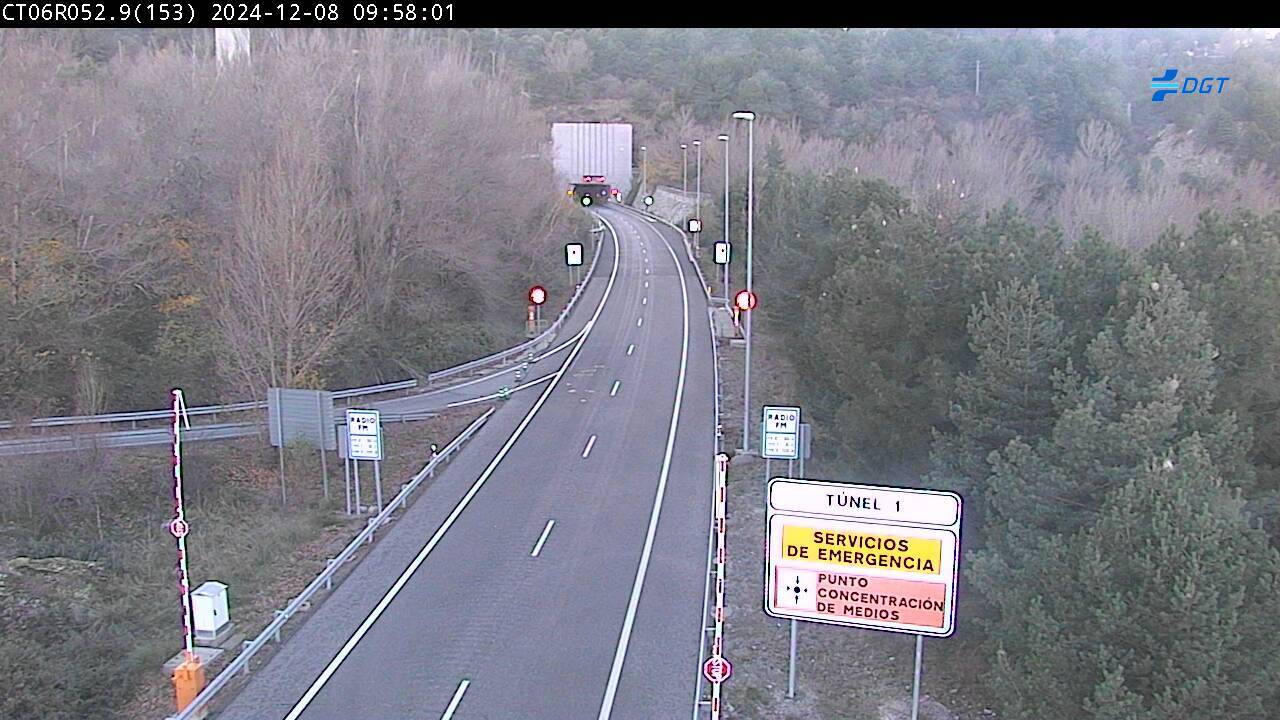 CT06R052.9(153) 2024-12-08 09:58:01
DGT
RADIO
FM
RADIO
FM
TÚNEL 1
SERVICIOS
DE EMERGENCIA
PUNTO
CONCENTRACIÓN
DE MEDIOS